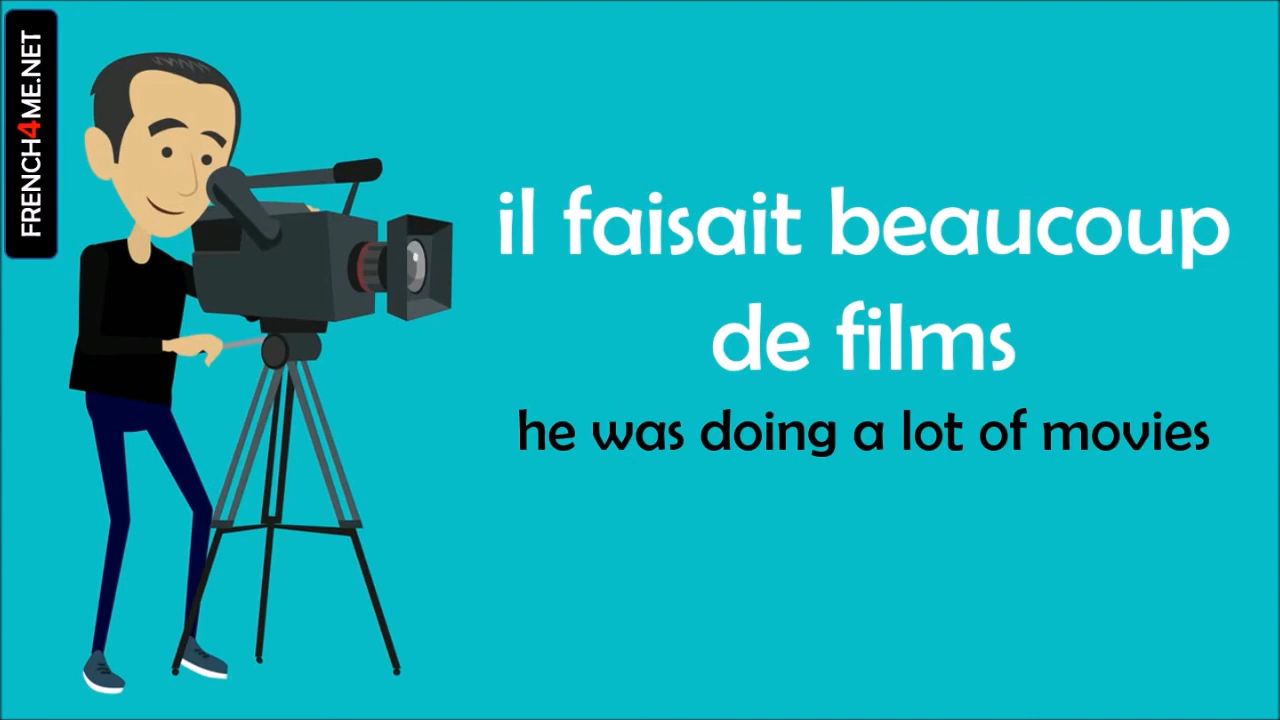 FRENCH4ME.NET
il faisait beaucoup
de films
he was doing a lot of movies